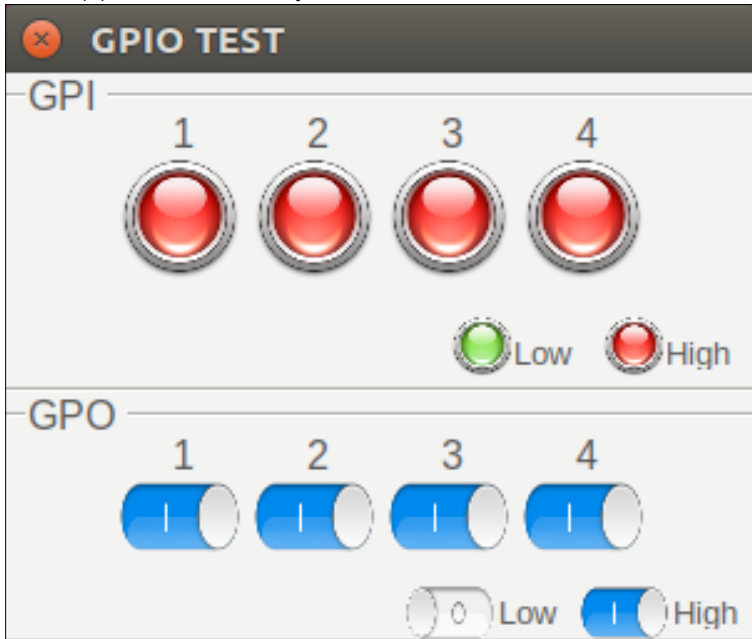 GPIO TEST
GPI
1 2 3 4
Low High
GPO
1 2 3 4
I I I I
0 Low I High